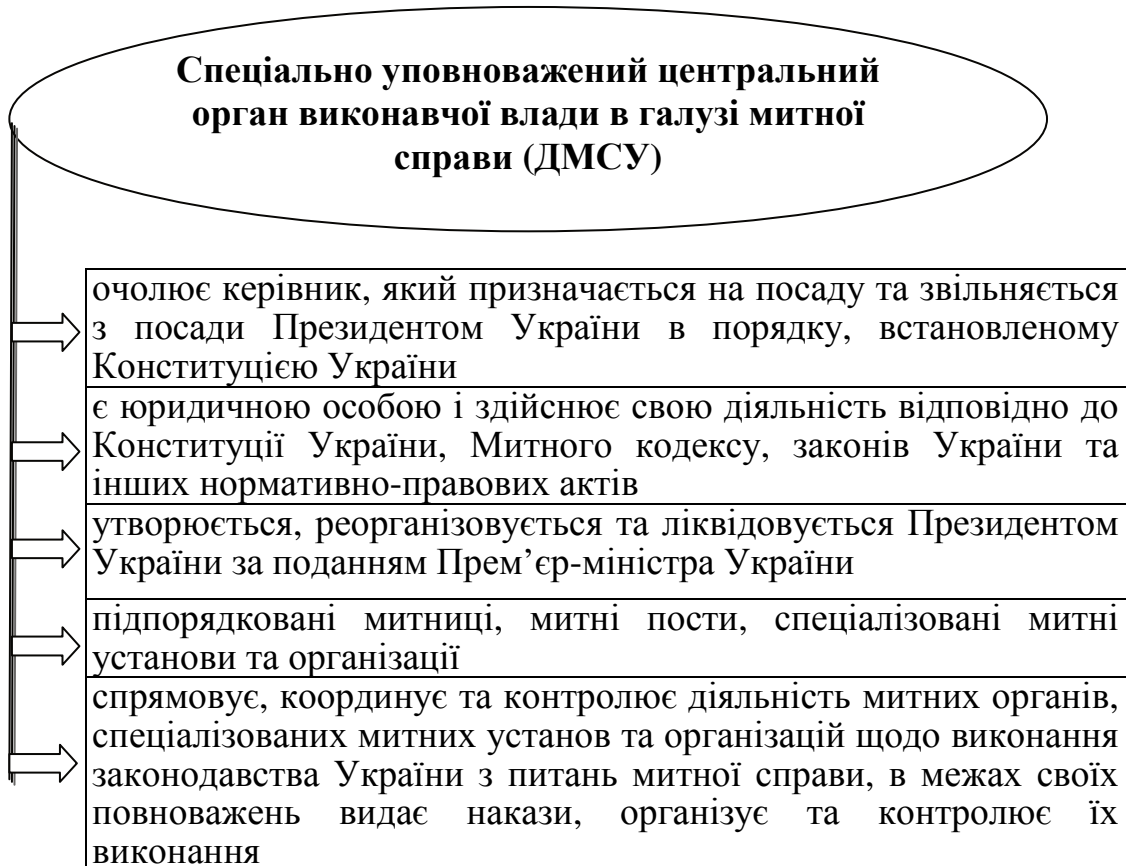 Спеціально уповноважений центральний
орган виконавчої влади в галузі митної
справи (ДМСУ)
очолює керівник, який призначається на посаду та звільняється
з посади Президентом України в порядку, встановленому
Конституцією України
є юридичною особою і здійснює свою діяльність відповідно до
Конституції України, Митного кодексу, законів України та
інших нормативно-правових актів
утворюється, реорганізовується та ліквідовується Президентом
України за поданням Прем’єр-міністра України
підпорядковані митниці, митні пости, спеціалізовані митні
установи та організації
спрямовує, координує та контролює діяльність митних органів,
спеціалізованих митних установ та організацій щодо виконання
законодавства України з питань митної справи, в межах своїх
повноважень видає накази, організує та контролює їх
виконання